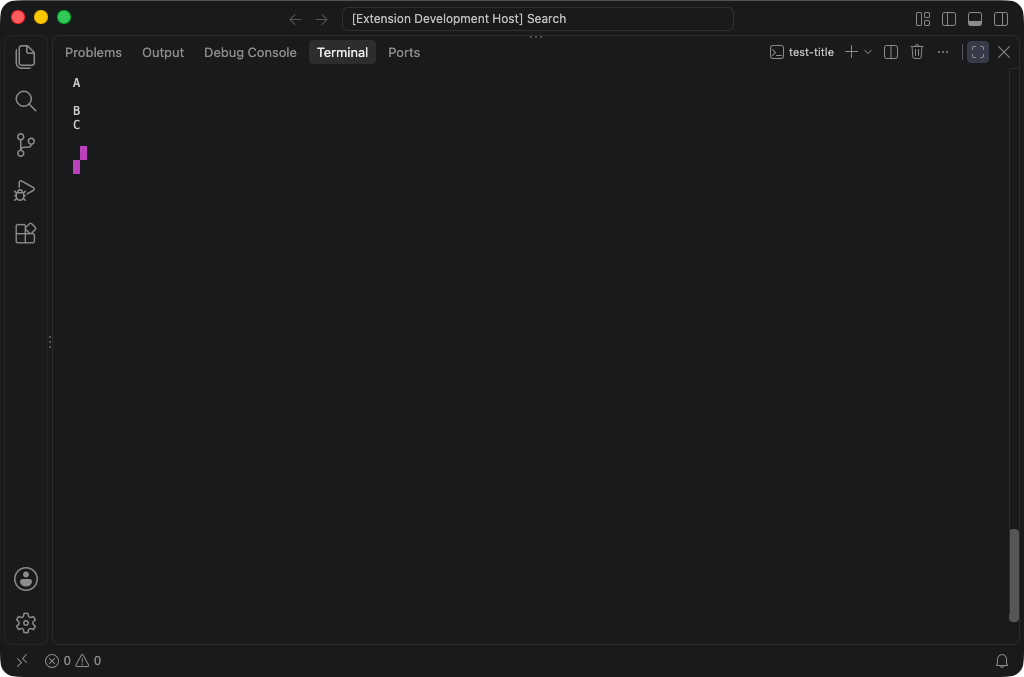 [Extension Development Host] Search
Problems Output Debug Console Terminal Ports test-title
A
B
C
0 0